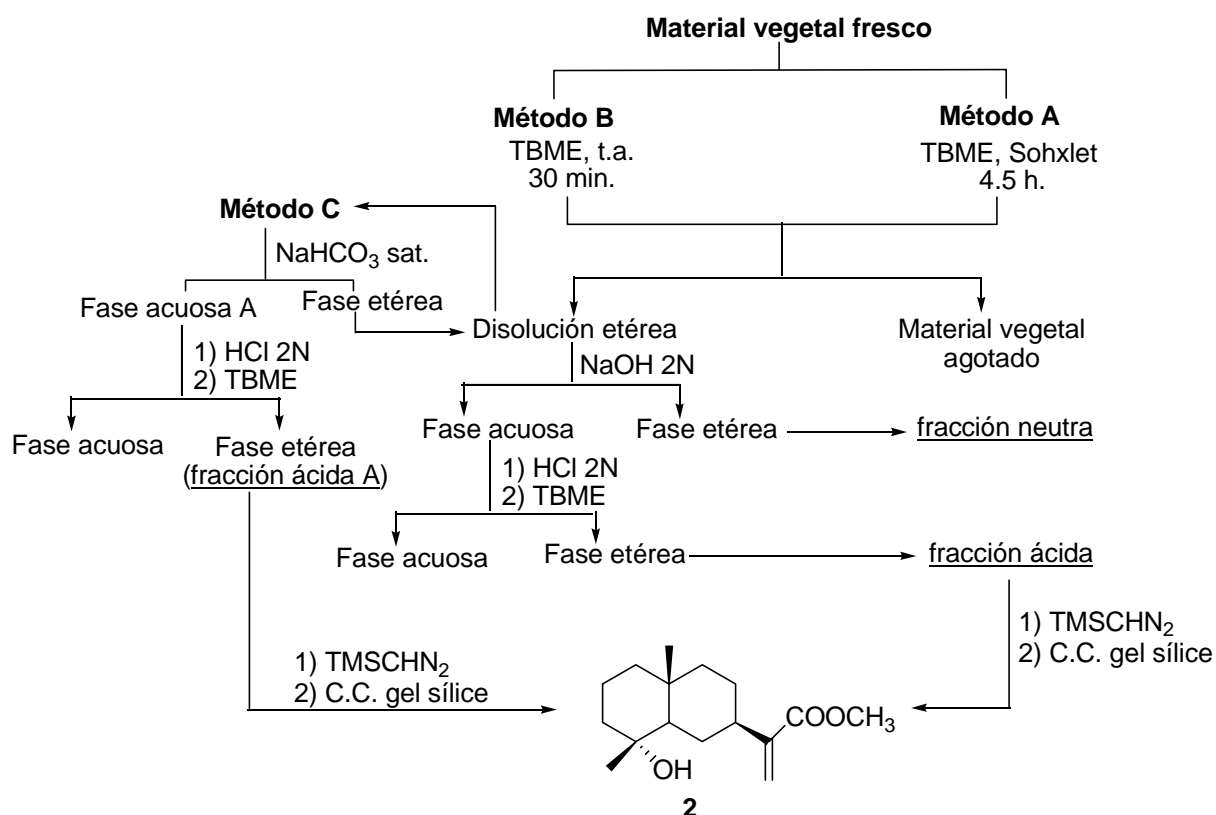 Material vegetal fresco
Método B
TBME, t.a.
30 min.
Método A
TBME, Sohxlet
4.5 h.
Método C
NaHCO3 sat.
Fase acuosa A
Fase etérea
Disolución etérea
Material vegetal
agotado
1) HCl 2N
2) TBME
NaOH 2N
Fase acuosa
Fase etérea
(fracción ácida A)
Fase acuosa
Fase etérea
fracción neutra
1) HCl 2N
2) TBME
Fase acuosa
Fase etérea
fracción ácida
1) TMSCHN2
2) C.C. gel sílice
1) TMSCHN2
2) C.C. gel sílice
COOCH3
OH
2